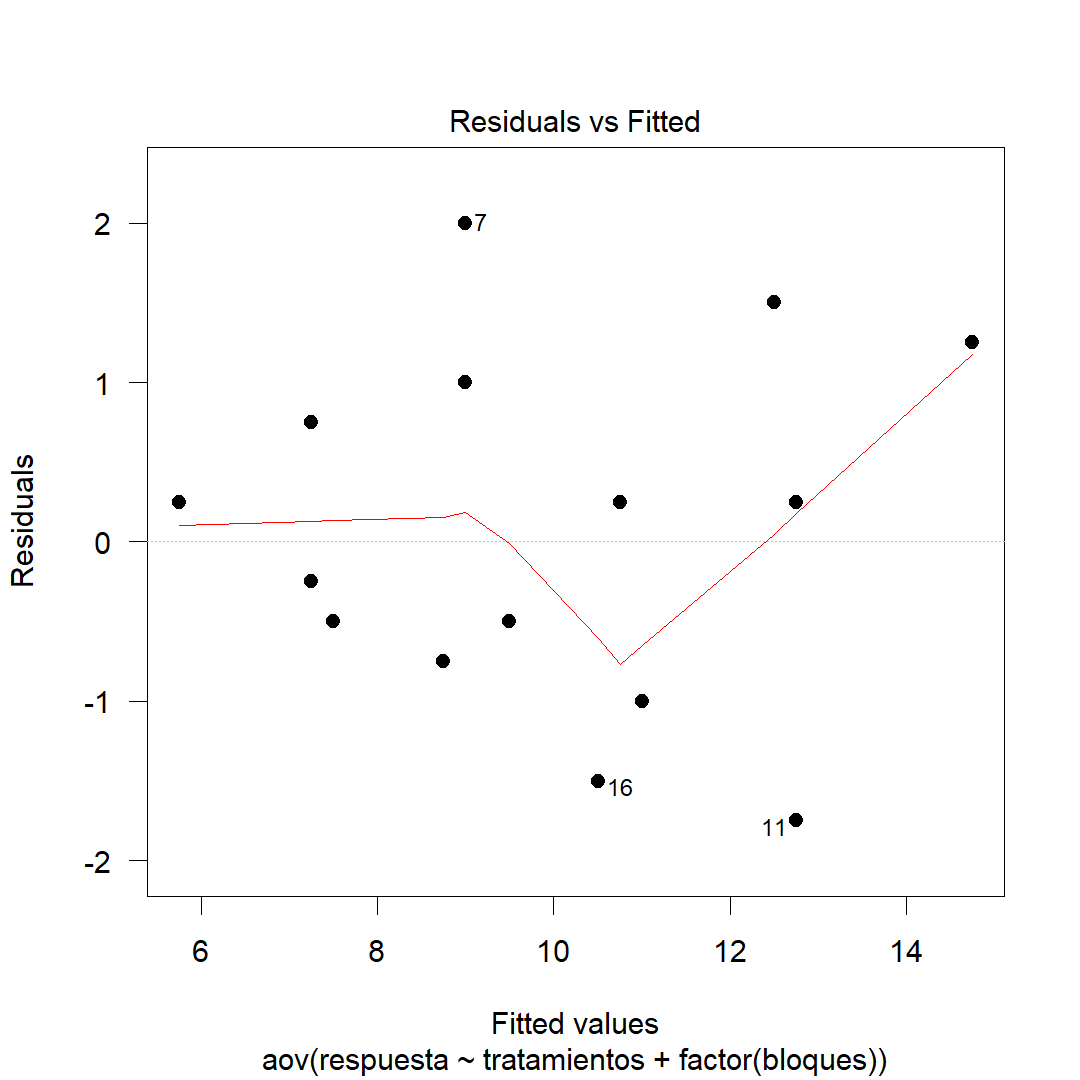 Residuals vs Fitted
2
1
0
-1
-2
Residuals
7
16
11
6 8 10 12 14
Fitted values
aov(respuesta ~ tratamientos + factor(bloques))